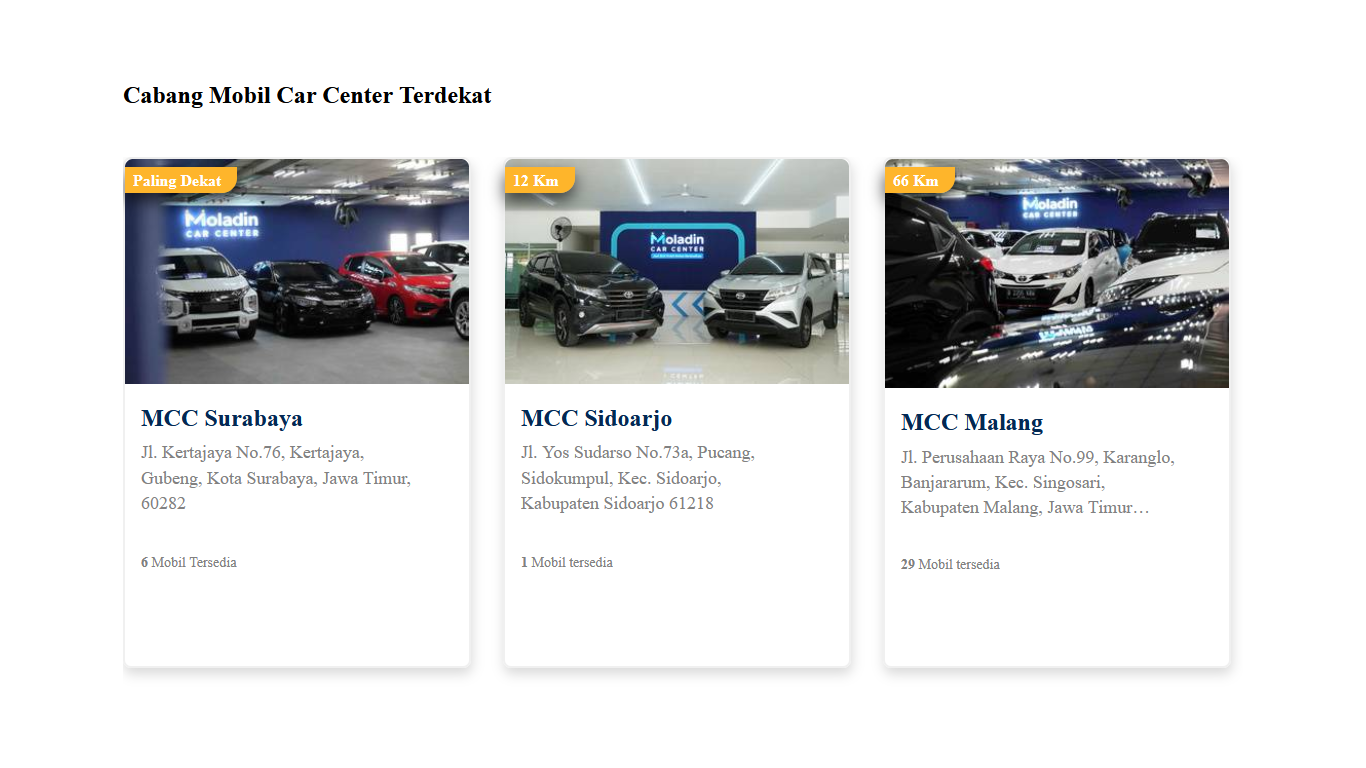 Cabang Mobil Car Center Terdekat
Paling Dekat
Moladin
CAR CENTER
MCC Surabaya
Jl. Kertajaya No.76, Kertajaya,
Gubeng, Kota Surabaya, Jawa Timur,
60282
6 Mobil Tersedia
12 Km
Moladin
CAR CENTER
MCC Sidoarjo
Jl. Yos Sudarso No.73a, Pucang,
Sidokumpul, Kec. Sidoarjo,
Kabupaten Sidoarjo 61218
1 Mobil tersedia
66 Km
Moladin
CAR CENTER
MCC Malang
Jl. Perusahaan Raya No.99, Karanglo,
Banjararum, Kec. Singosari,
Kabupaten Malang, Jawa Timur…
29 Mobil tersedia